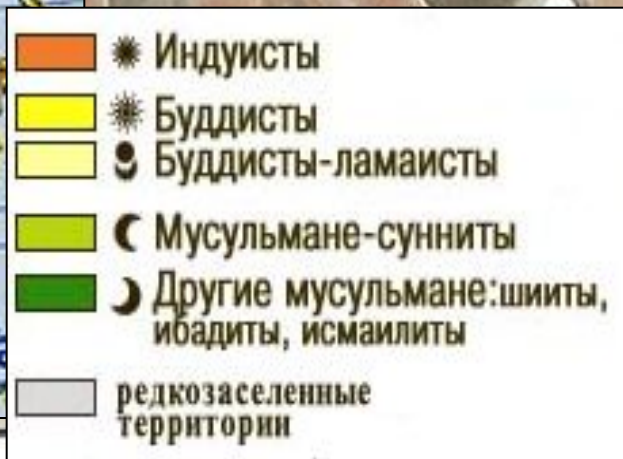 Индуисты
Буддисты
Буддисты-ламаисты
Мусульмане-сунниты
Другие мусульмане:шииты,
ибадиты, исмаилиты
редкозаселенные
территории